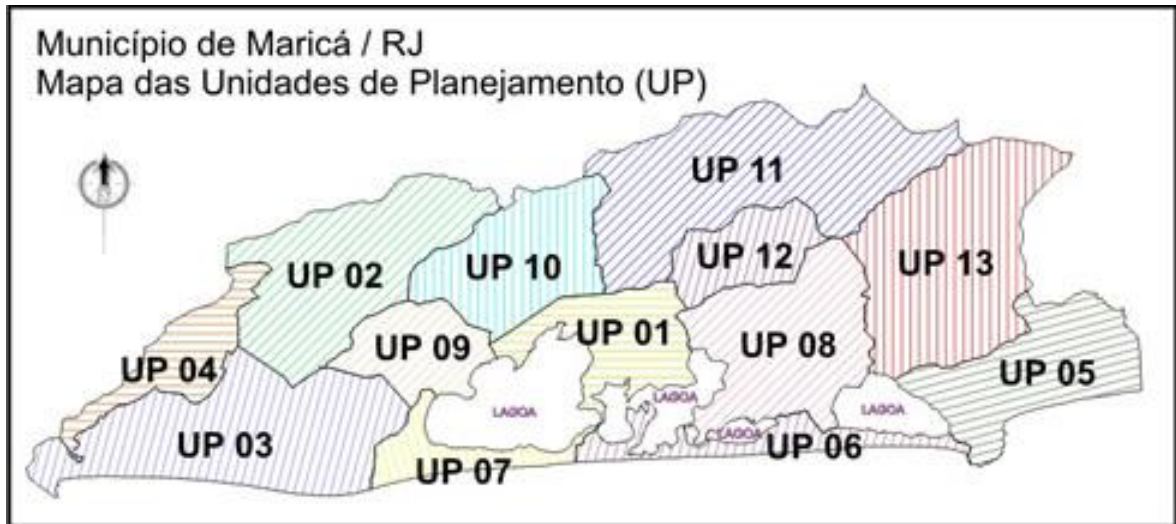 Município de Maricá / RJ
Mapa das Unidades de Planejamento (UP)
UP 11
UP 02
UP 10
UP 12
UP 13
UP 01
UP 09
UP 08
UP 04
UP 05
LAGOA
LAGOA
LAGOA
LAGOA
UP 03
UP 06
UP 07